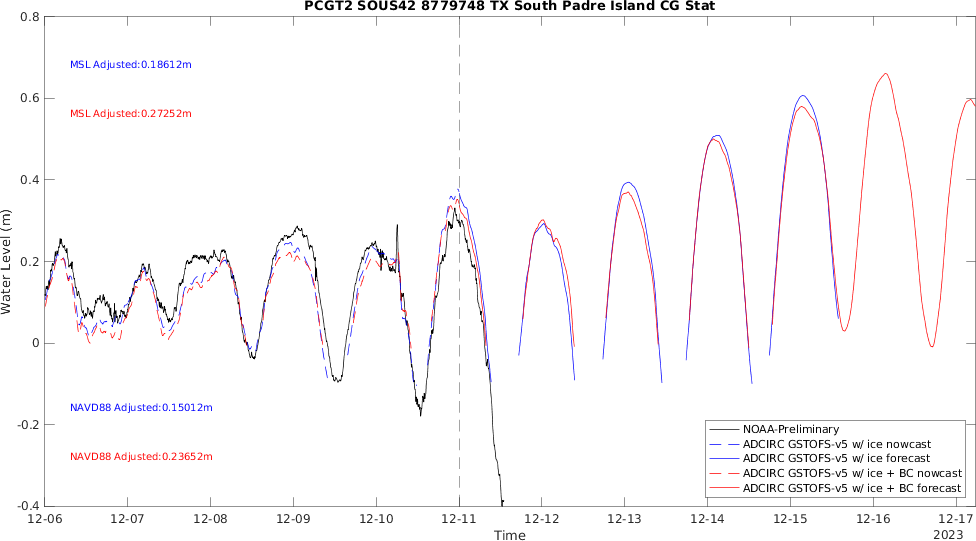 PCGT2 SOUS42 8779748 TX South Padre Island CG Stat
Water Level (m)
0.8
0.6
0.4
0.2
0
-0.2
-0.4
MSL Adjusted:0.18612m
MSL Adjusted:0.27252m
NAVD88 Adjusted:0.15012m
NAVD88 Adjusted:0.23652m
NOAA-Preliminary
ADCIRC GSTOFS-v5 w/ ice nowcast
ADCIRC GSTOFS-v5 w/ ice forecast
ADCIRC GSTOFS-v5 w/ice + BC nowcast
ADCIRC GSTOFS-v5 w/ice + BC forecast
12-06 12-07 12-08 12-09 12-10 12-11 12-12 12-13 12-14 12-15 12-16 12-17
Time
2023